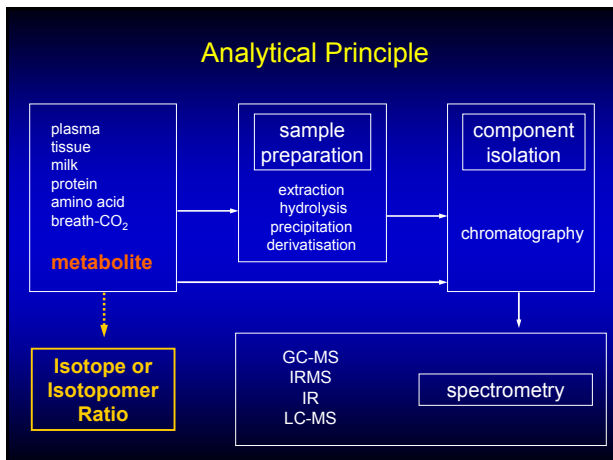 Analytical Principle
plasma
tissue
milk
protein
amino acid
breath-CO₂
metabolite
sample
preparation
extraction
hydrolysis
precipitation
derivatisation
component
isolation
chromatography
Isotope or
Isotopomer
Ratio
GC-MS
IRMS
IR
LC-MS
spectrometry